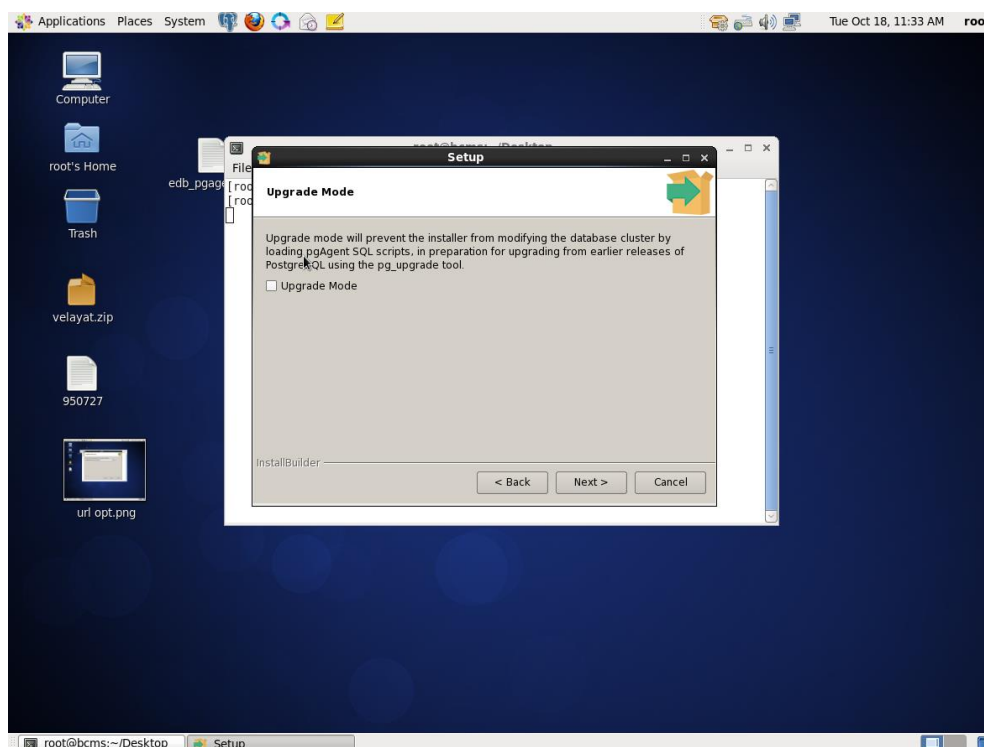 Applications Places System
Tue Oct 18, 11:33 AM
Computer
root's Home
edb_pgage
Trash
velayat.zip
950727
url opt.png
File
[roo
[roo
Setup
Upgrade Mode
Upgrade mode will prevent the installer from modifying the database cluster by
loading pgAgent SQL scripts, in preparation for upgrading from earlier releases of
PostgreSQL using the pg_upgrade tool.
Upgrade Mode
InstallBuilder
< Back
Next >
Cancel
root@bcms:~/Desktop
Setup